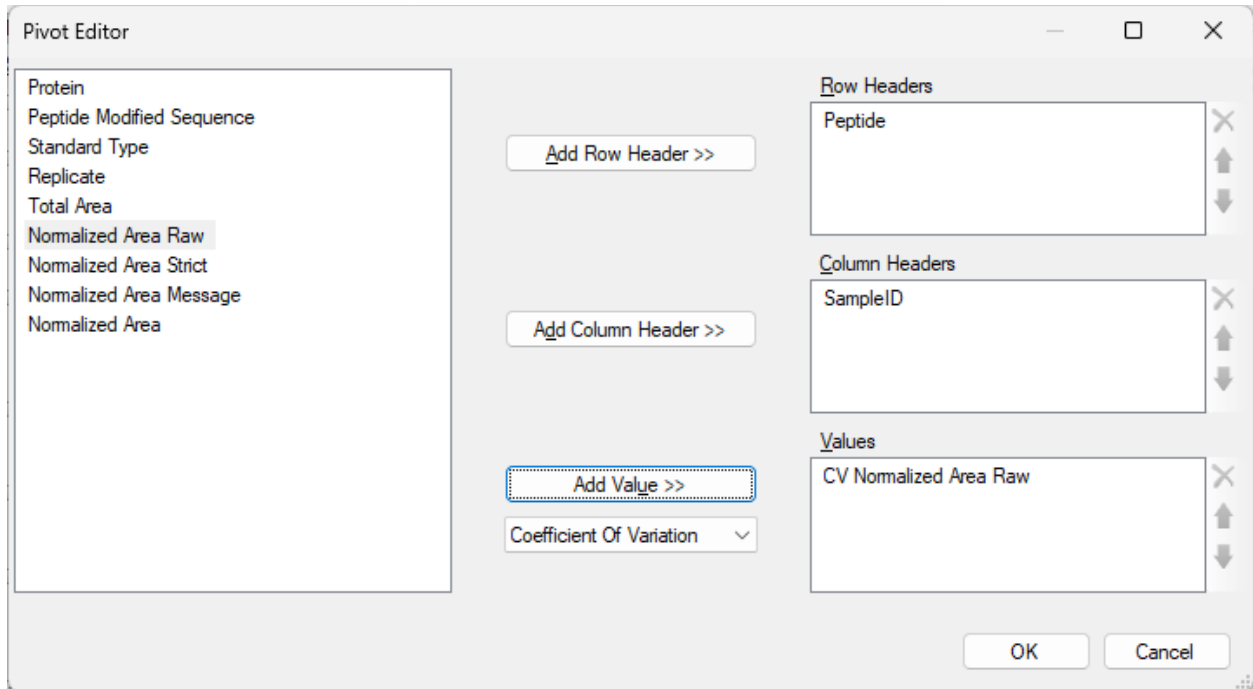 Pivot Editor
Protein
Peptide Modified Sequence
Standard Type
Replicate
Total Area
Normalized Area Raw
Normalized Area Strict
Normalized Area Message
Normalized Area
Add Row Header >>
Add Column Header >>
Add Value >>
Coefficient Of Variation
Row Headers
Peptide
Column Headers
SampleID
Values
CV Normalized Area Raw
OK
Cancel